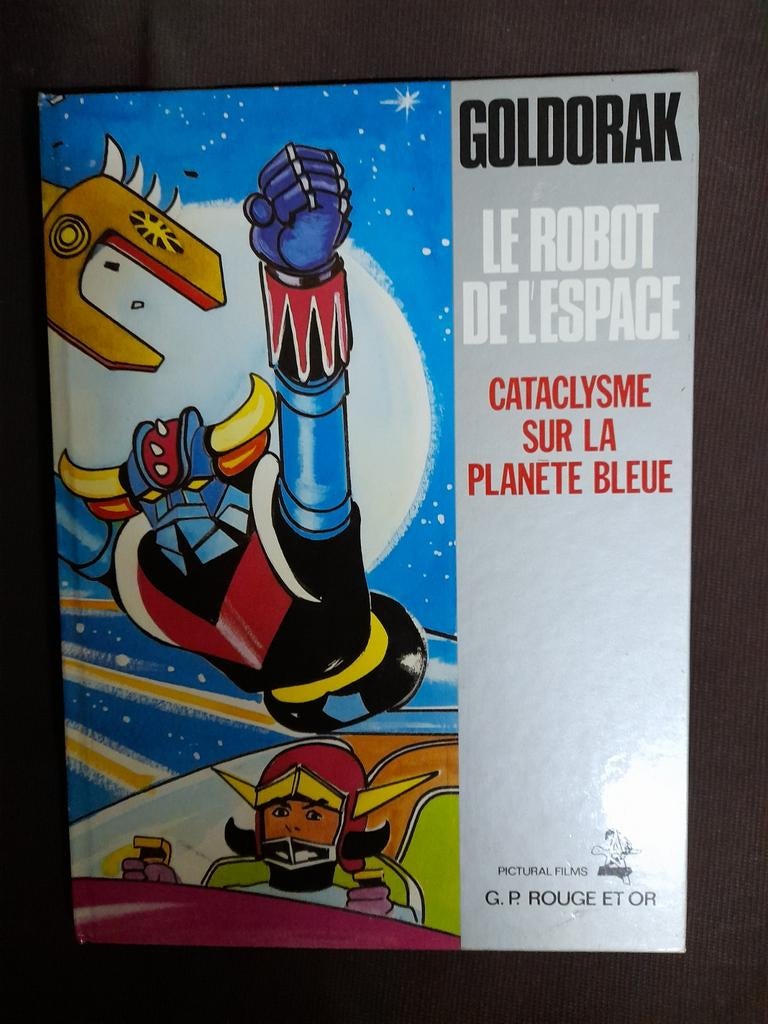 GOLDORAK
LE ROBOT
DE L'ESPACE
CATACLYSME
SUR LA
PLANÈTE BLEUE
PICTURAL FILMS
G.P. ROUGE ET OR